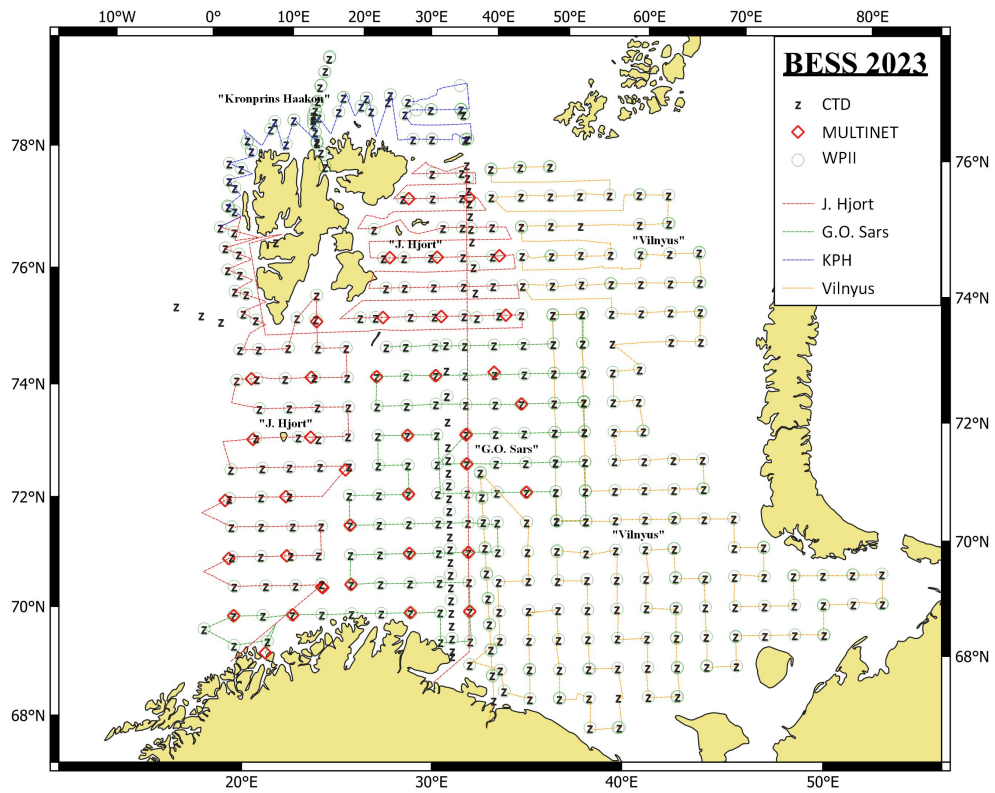 10°W 0° 10°E 20°E 30°E 40°E 50°E 60°E 70°E 80°E
BESS 2023
z CTD
MULTINET
WPII
J. Hjort
G.O. Sars
KPH
Vilnyus
"Kronprins Haakon"
78°N
76°N
"J. Hjort"
"Vilnyus"
76°N
74°N
74°N
"J. Hjort"
72°N
"G.O. Sars"
72°N
"Vilnyus"
70°N
70°N
68°N
68°N
20°E 30°E 40°E 50°E